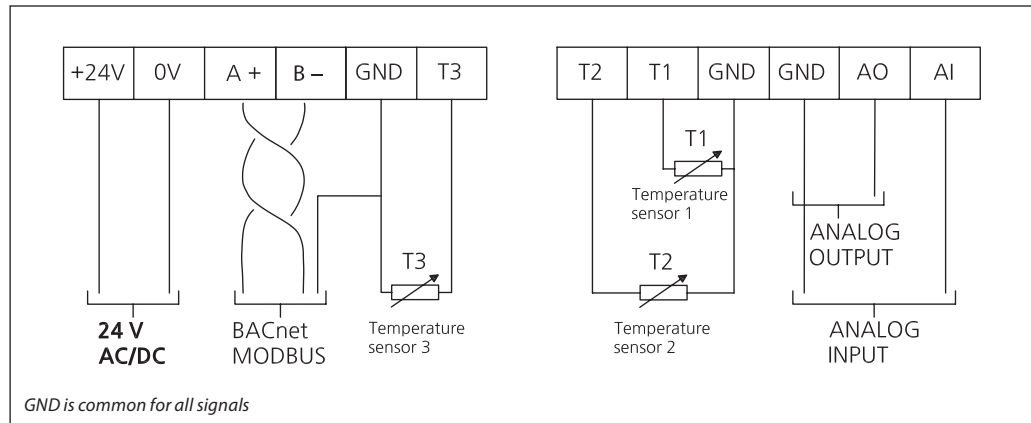 +24V 0V A + B – GND T3
T2 T1 GND GND AO AI
T1
Temperature
sensor 1
ANALOG
OUTPUT
T3
T2
24 V
AC/DC
BACnet
MODBUS
Temperature
sensor 3
Temperature
sensor 2
ANALOG
INPUT
GND is common for all signals